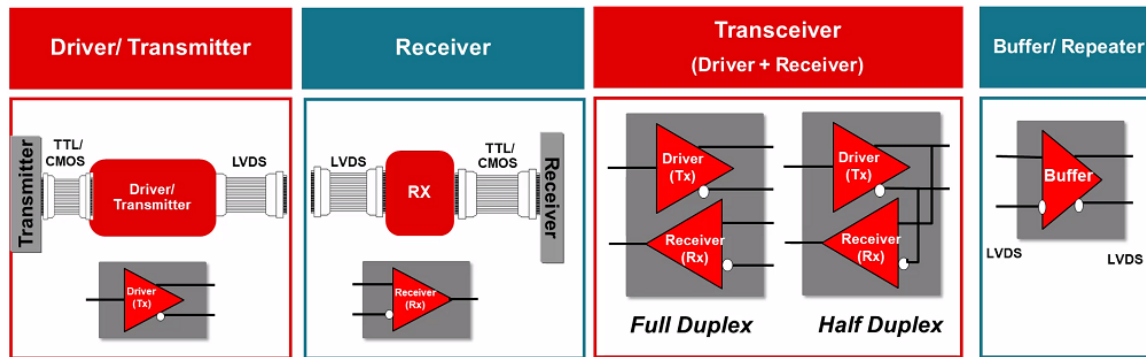 Driver/ Transmitter
Transmitter
TTL/
CMOS
Driver/
Transmitter
LVDS
Driver
(Tx)
Receiver
LVDS
RX
TTL/
CMOS
Receiver
Receiver
(Rx)
Transceiver
(Driver + Receiver)
Driver
(Tx)
Receiver
(Rx)
Full Duplex
Driver
(Tx)
Receiver
(Rx)
Half Duplex
Buffer/ Repeater
Buffer
LVDS
LVDS